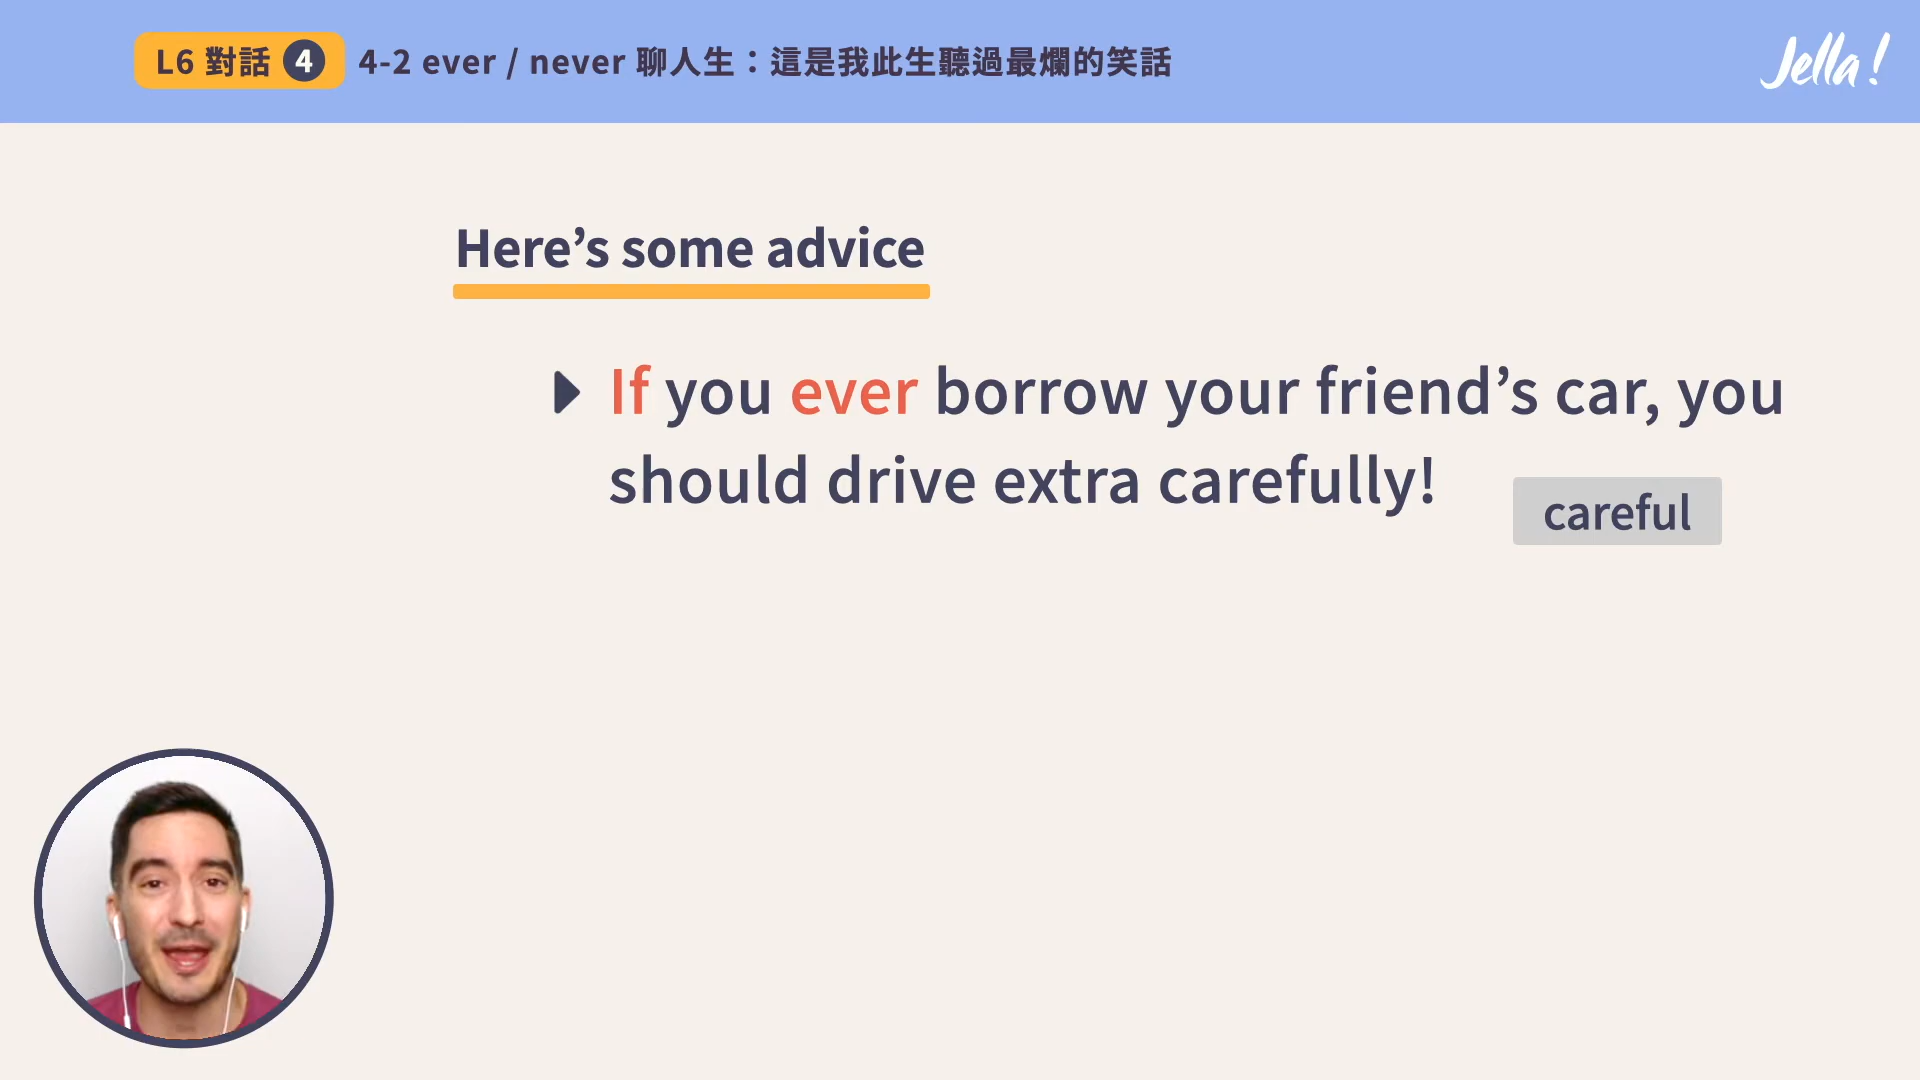 L6 對話 4 4-2 ever / never 聊人生：這是我此生聽過最爛的笑話
Jella!
Here’s some advice
If you ever borrow your friend’s car, you
should drive extra carefully!
careful